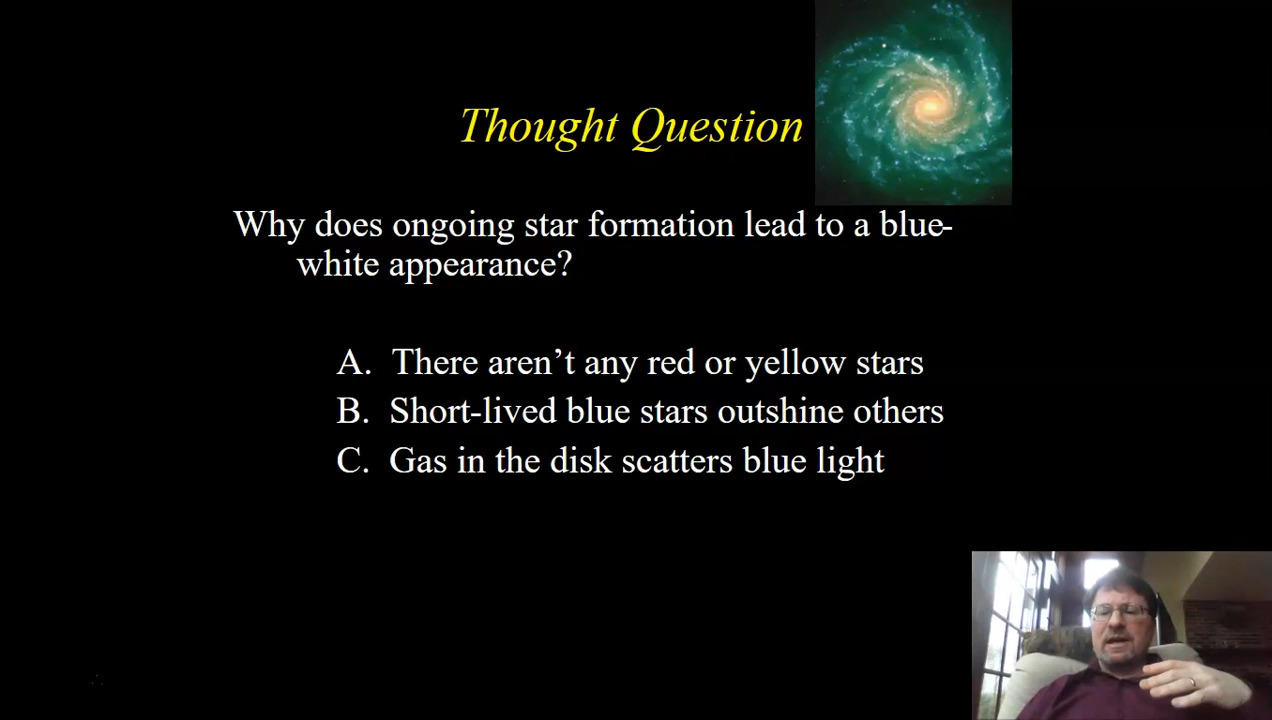 Thought Question
Why does ongoing star formation lead to a blue-
white appearance?
A. There aren’t any red or yellow stars
B. Short-lived blue stars outshine others
C. Gas in the disk scatters blue light